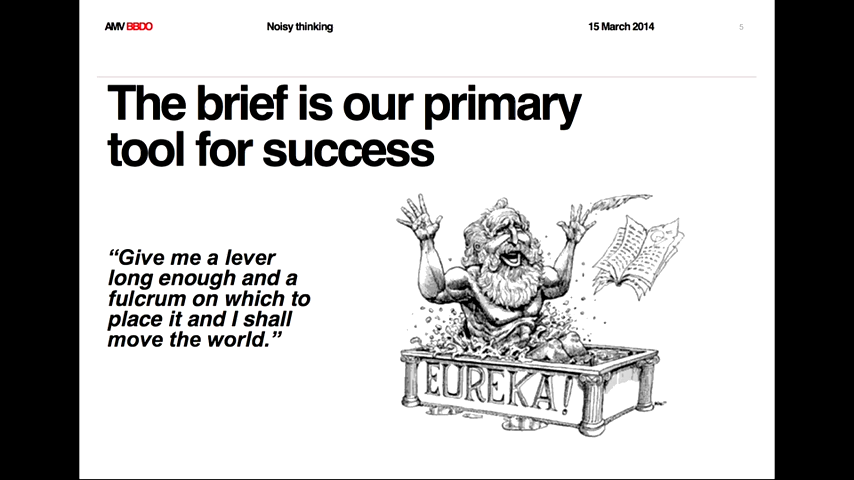 AMV BBDO
Noisy thinking
15 March 2014
5
The brief is our primary
tool for success
“Give me a lever
long enough and a
fulcrum on which to
place it and I shall
move the world.”
EUREKA!